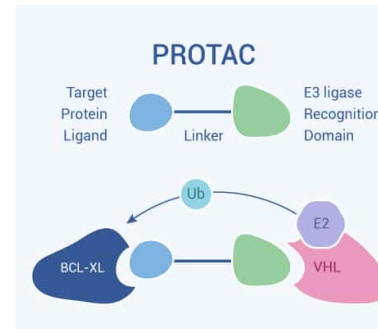 PROTAC
Target
Protein
Ligand
Linker
E3 ligase
Recognition
Domain
Ub
E2
BCL-XL
VHL